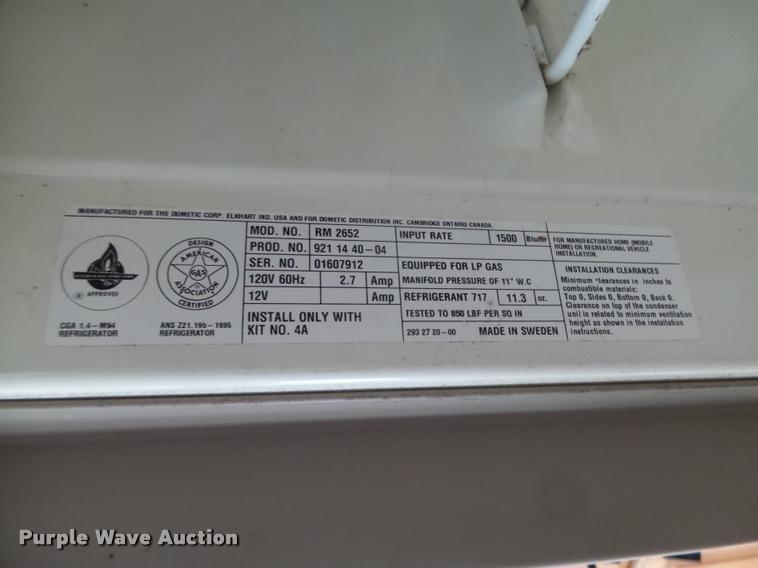 MANUFACTURED FOR THE DOMETIC CORP. ELKHART IND. USA AND FOR DOMETIC DISTRIBUTION INC. CAMBRIDGE ONTARIO CANADA.
APPROVED
CGA 1.4-M94
REFRIGERATOR
DESIGN
AMERICAN
GAS
ASSOCIATION
CERTIFIED
ANS Z21.19b-1995
REFRIGERATOR
MOD. NO. RM 2652
PROD. NO. 921 14 40-04
SER. NO. 01607912
120V 60Hz 2.7 Amp
12V Amp
INSTALL ONLY WITH
KIT NO. 4A
INPUT RATE 1500 Btu/Hr
EQUIPPED FOR LP GAS
MANIFOLD PRESSURE OF 11" W.C
REFRIGERANT 717 11.3 oz.
TESTED TO 850 LBF PER SQ IN
293 27 20-00 MADE IN SWEDEN
FOR MANUFACTURED HOME (MOBILE
HOME) OR RECREATIONAL VEHICLE
INSTALLATION.
INSTALLATION CLEARANCES
Minimum clearances in inches to
combustible materials:
Top 0, Sides 0, Bottom 0, Back 0.
Clearance on top of the condenser
unit is related to minimum ventilation
height as shown in the installation
instructions.
Purple Wave Auction